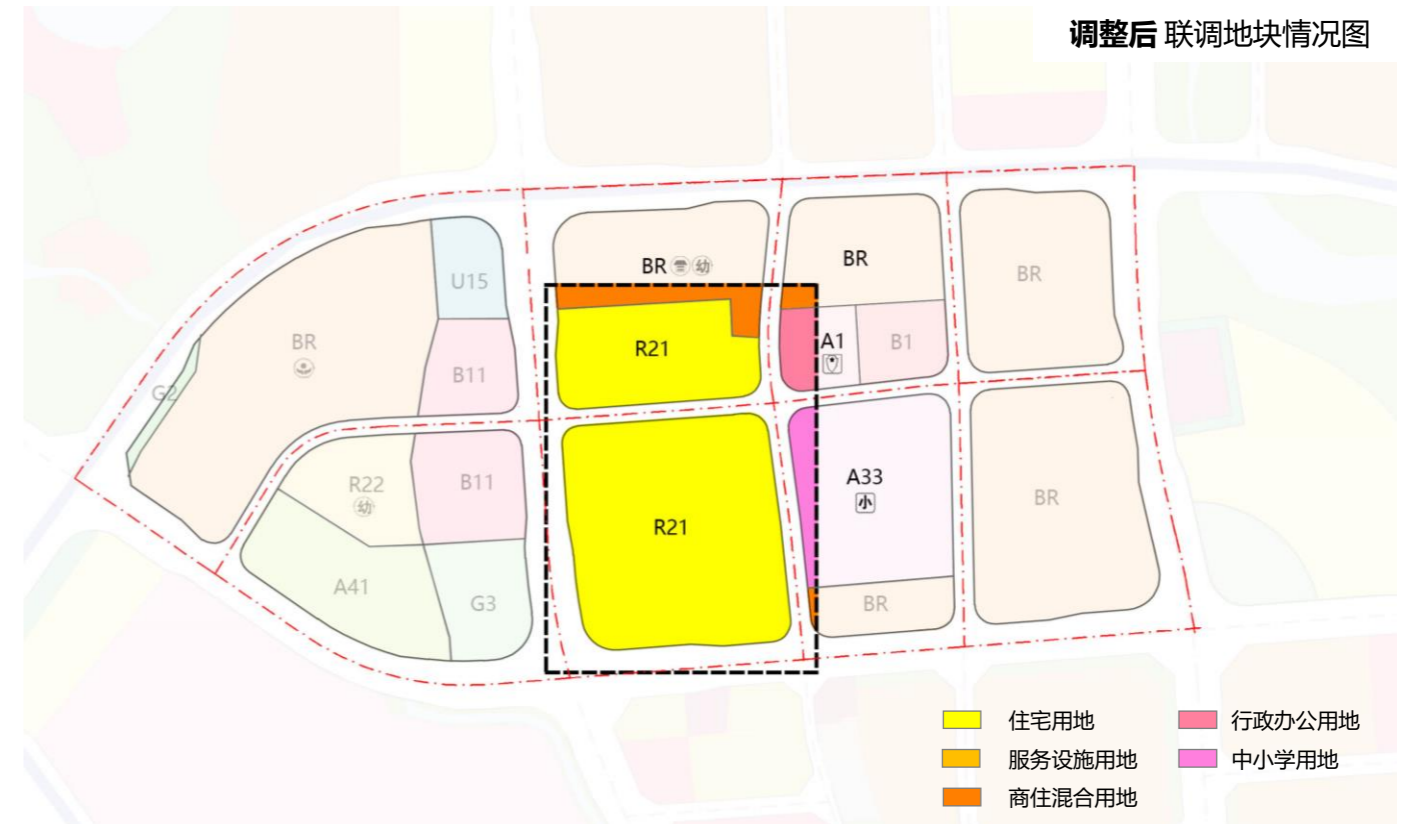 调整后 联调地块情况图
U15
BR 幼
BR
BR
BR
R21
A1
B1
B11
G2
R22
幼
B11
A33
小
BR
R21
A41
G3
BR
住宅用地
行政办公用地
服务设施用地
中小学用地
商住混合用地